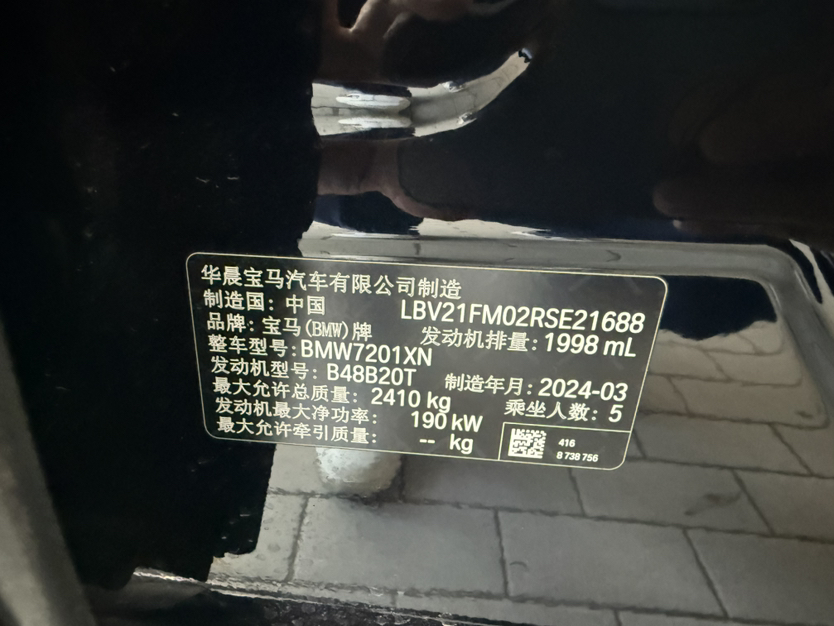 华晨宝马汽车有限公司制造
制造国: 中国 LBV21FM02RSE21688
品牌: 宝马(BMW)牌 发动机排量: 1998 mL
整车型号: BMW7201XN
发动机型号: B48B20T 制造年月: 2024-03
最大允许总质量: 2410 kg 乘坐人数: 5
发动机最大净功率: 190 kW
最大允许牵引质量: -- kg
416
8 738 756